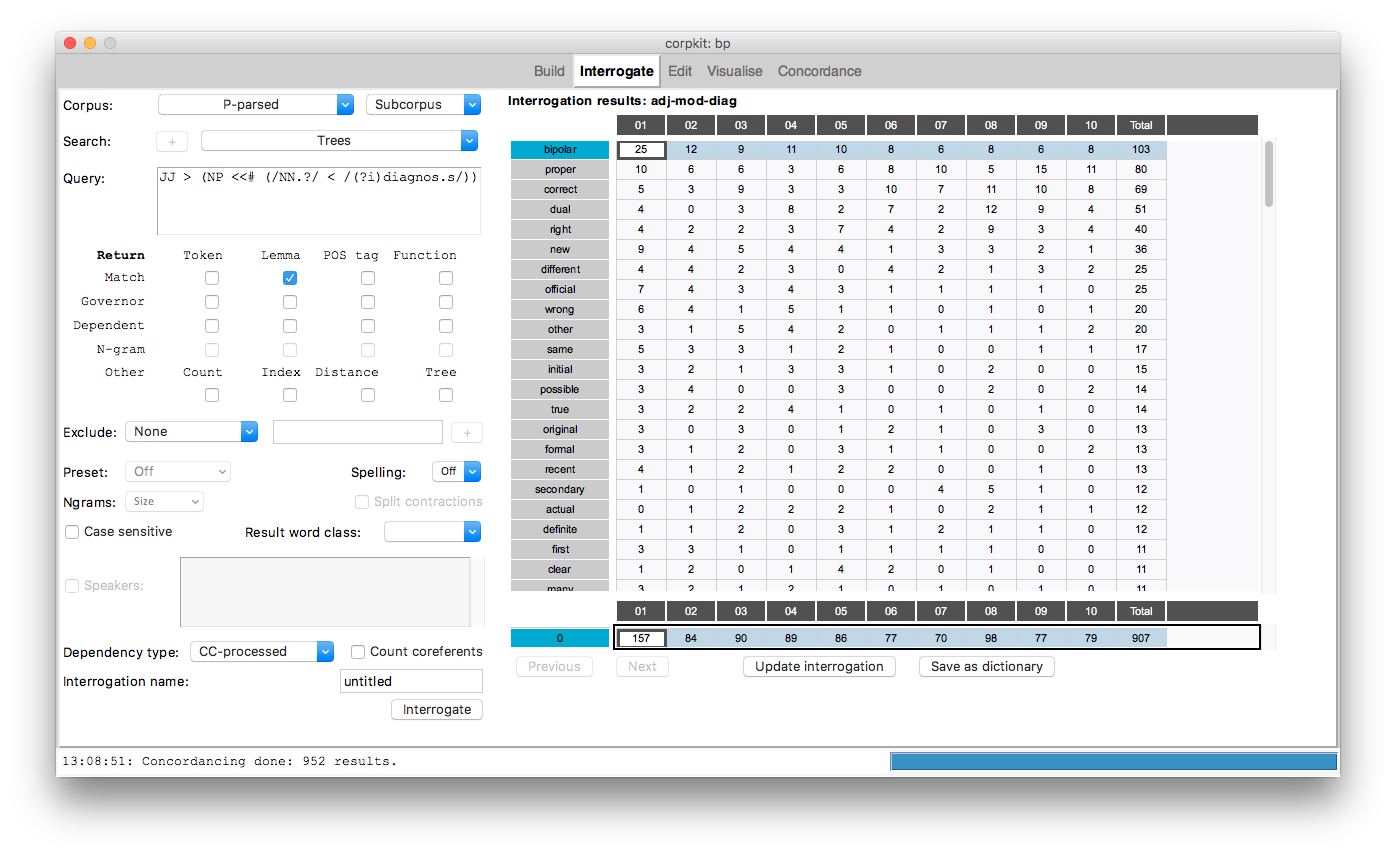 corpkit: bp
Build Interrogate Edit Visualise Concordance
Corpus: P-parsed Subcorpus
Search: + Trees
Query: JJ > (NP <<# (/NN.?/ < /(?i)diagnos.s/))
Return Token Lemma POS tag Function
Match
Governor
Dependent
N-gram
Other Count Index Distance Tree
Exclude: None +
Preset: Off Spelling: Off
Ngrams: Size Split contractions
Case sensitive Result word class:
Speakers:
Dependency type: CC-processed Count coreferents
Interrogation name: untitled
Interrogate
Interrogation results: adj-mod-diag
01 02 03 04 05 06 07 08 09 10 Total
bipolar 25 12 9 11 10 8 6 8 6 8 103
proper 10 6 6 3 6 8 10 5 15 11 80
correct 5 3 9 3 3 10 7 11 10 8 69
dual 4 0 3 8 2 7 2 12 9 4 51
right 4 2 2 3 7 4 2 9 3 4 40
new 9 4 5 4 4 1 3 3 2 1 36
different 4 4 2 3 0 4 2 1 3 2 25
official 7 4 3 4 3 1 1 1 1 0 25
wrong 6 4 1 5 1 1 0 1 0 1 20
other 3 1 5 4 2 0 1 1 1 2 20
same 5 3 3 1 2 1 0 0 1 1 17
initial 3 2 1 3 3 1 0 2 0 0 15
possible 3 4 0 0 3 0 0 2 0 2 14
true 3 2 2 4 1 0 1 0 1 0 14
original 3 0 3 0 1 2 1 0 3 0 13
formal 3 1 2 0 3 1 1 0 0 2 13
recent 4 1 2 1 2 2 0 0 1 0 13
secondary 1 0 1 0 0 0 4 5 1 0 12
actual 0 1 2 2 2 1 0 2 1 1 12
definite 1 1 2 0 3 1 2 1 1 0 12
first 3 3 1 0 1 1 1 1 0 0 11
clear 1 2 0 1 4 2 0 1 0 0 11
many 3 2 1 2 1 0 1 0 1 0 11
01 02 03 04 05 06 07 08 09 10 Total
0 157 84 90 89 86 77 70 98 77 79 907
Previous Next Update interrogation Save as dictionary
13:08:51: Concordancing done: 952 results.